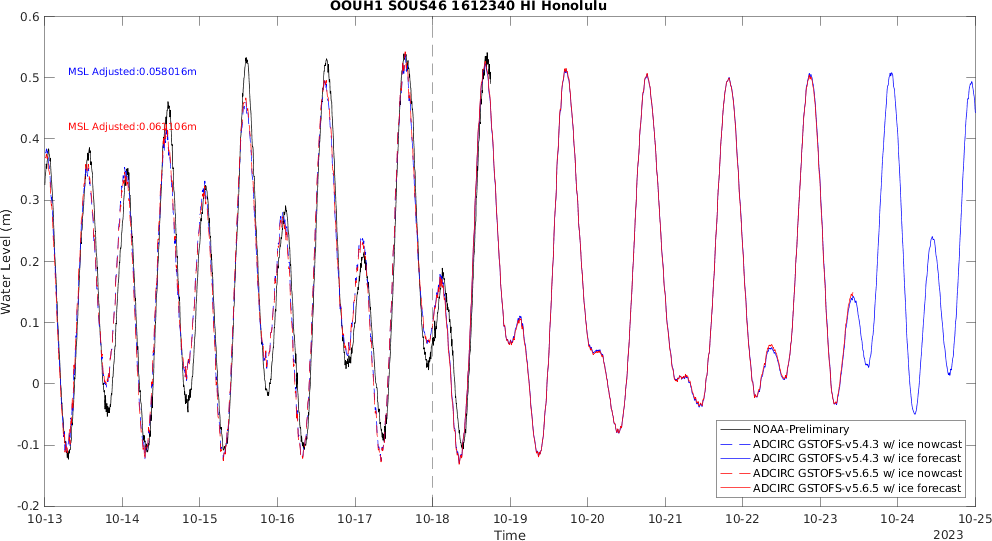 OOUH1 SOUS46 1612340 HI Honolulu
0.6
0.5
0.4
0.3
0.2
0.1
0
-0.1
-0.2
Water Level (m)
MSL Adjusted:0.058016m
MSL Adjusted:0.061106m
NOAA-Preliminary
ADCIRC GSTOFS-v5.4.3 w/ ice nowcast
ADCIRC GSTOFS-v5.4.3 w/ ice forecast
ADCIRC GSTOFS-v5.6.5 w/ ice nowcast
ADCIRC GSTOFS-v5.6.5 w/ ice forecast
10-13 10-14 10-15 10-16 10-17 10-18 10-19 10-20 10-21 10-22 10-23 10-24 10-25
Time
2023